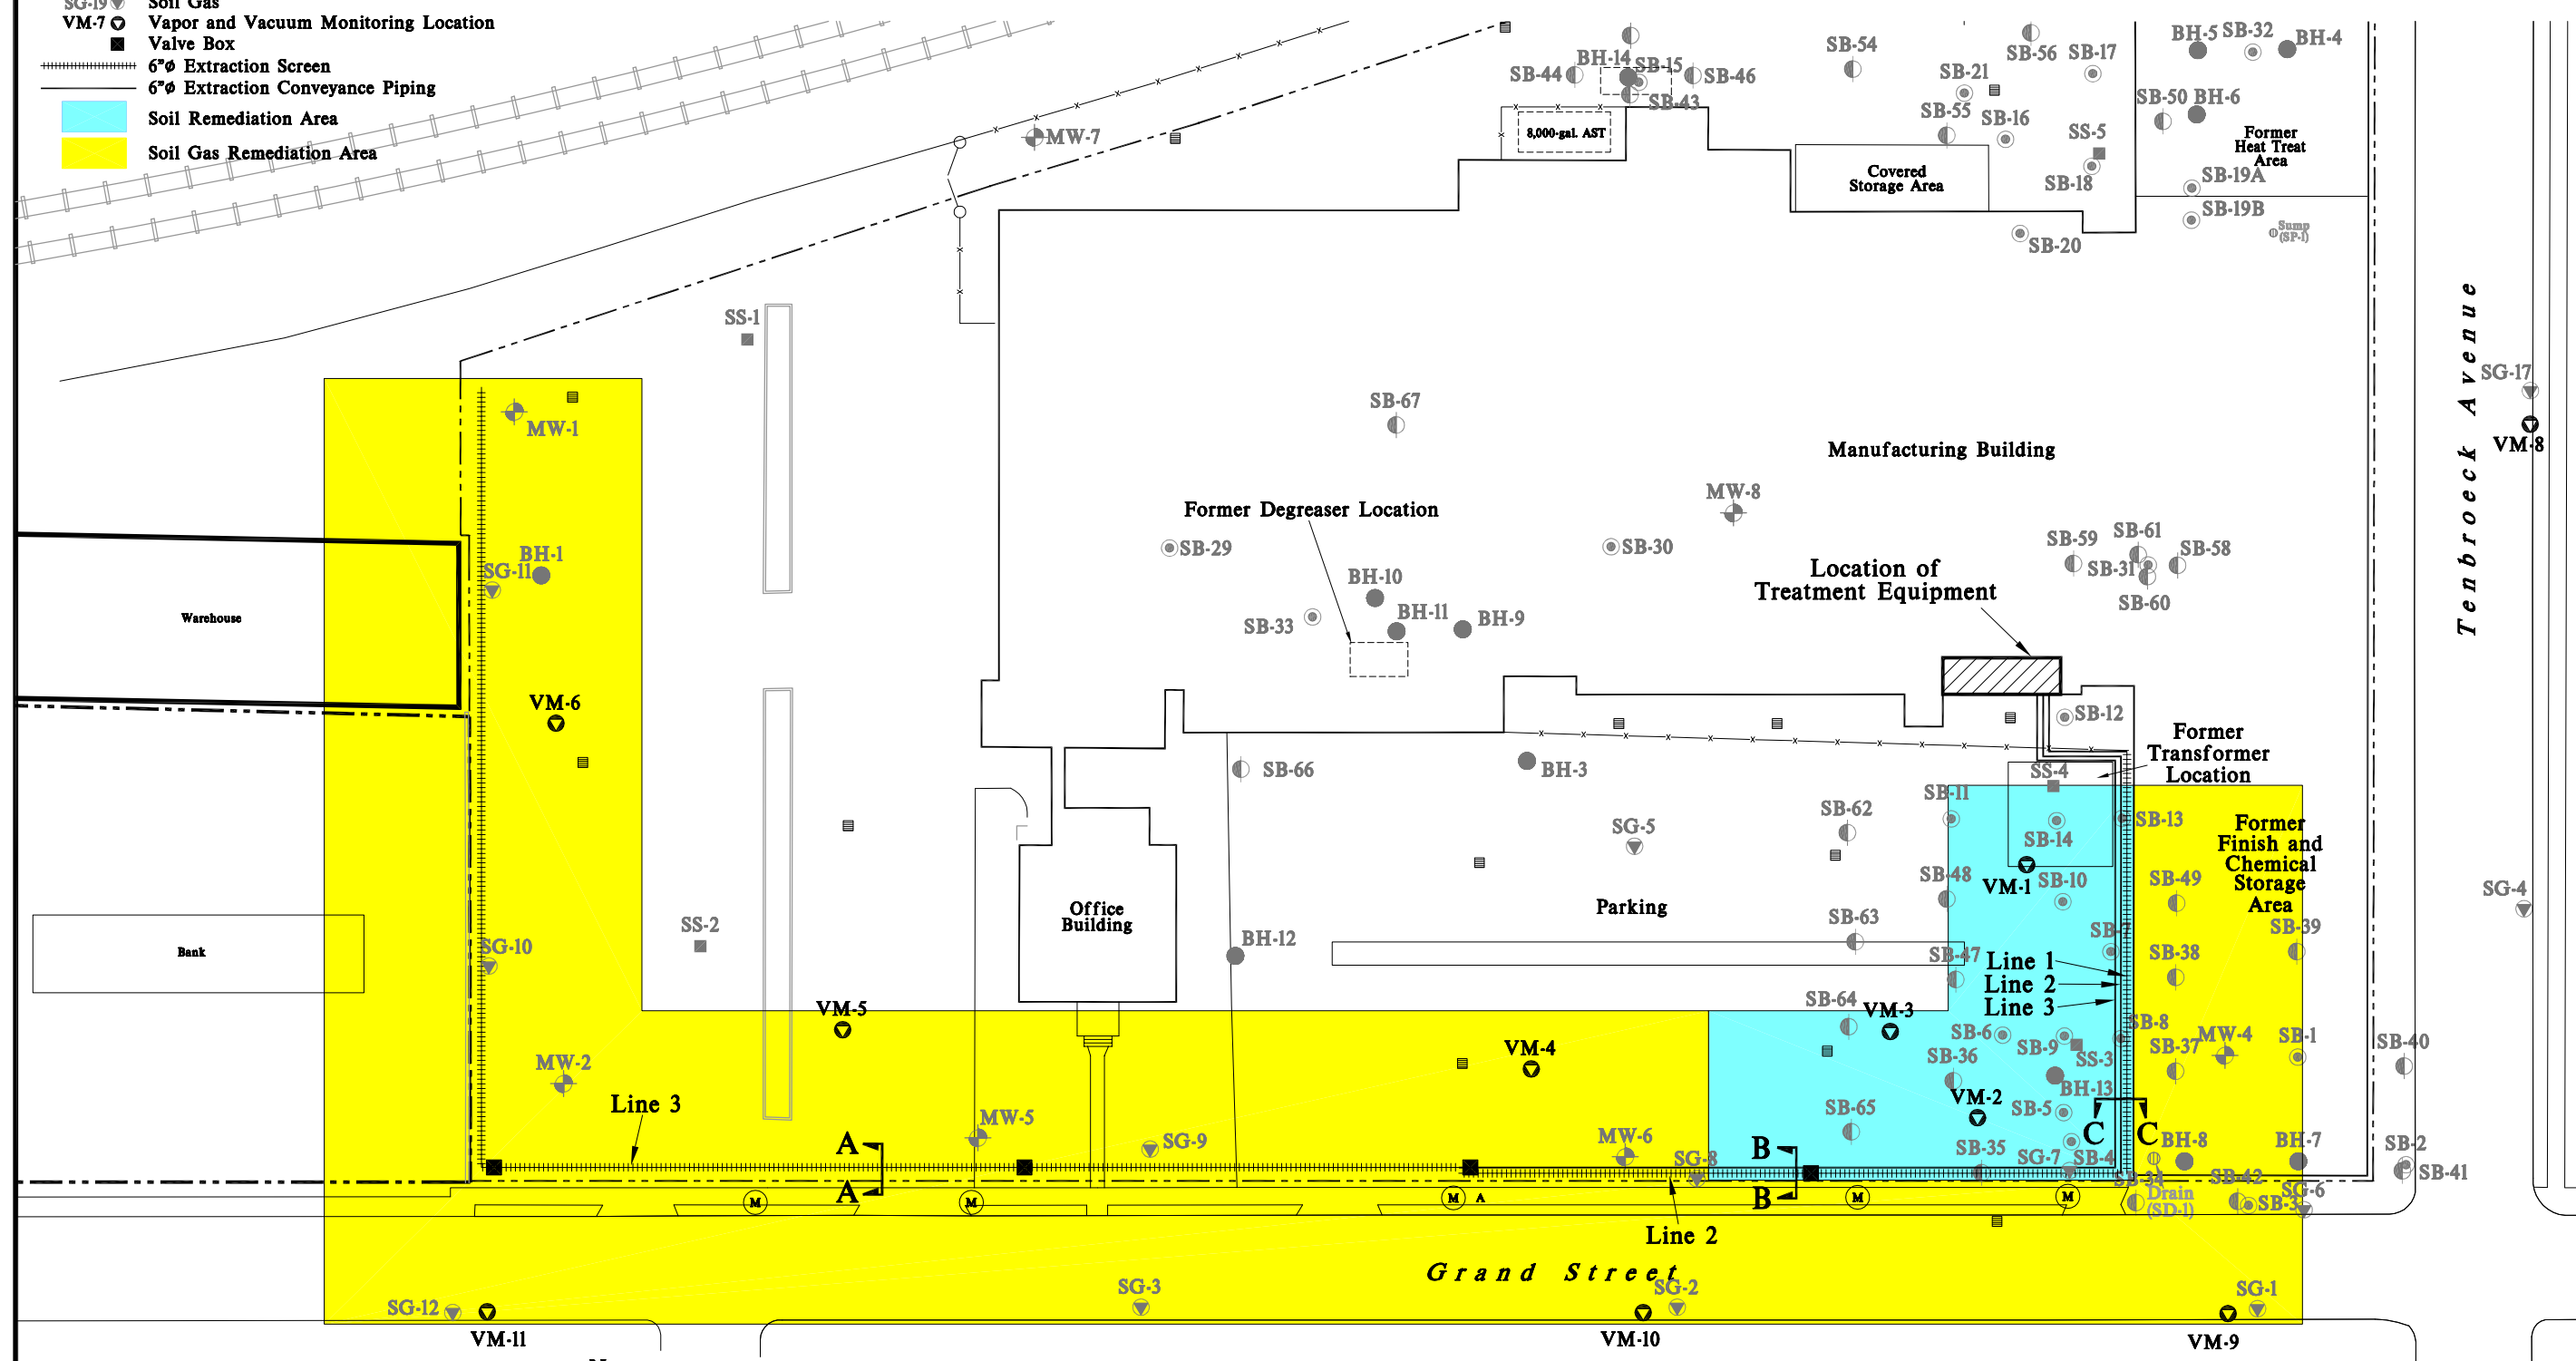 SG-19 Soil Gas
VM-7 Vapor and Vacuum Monitoring Location
Valve Box
6"ø Extraction Screen
6"ø Extraction Conveyance Piping
Soil Remediation Area
Soil Gas Remediation Area
MW-7
SB-44
BH-14
SB-15
SB-46
SB-43
8,000-gal. AST
SB-54
SB-56
SB-17
SB-21
SB-55
SB-16
SS-5
SB-18
Covered
Storage Area
SB-20
BH-5
SB-32
BH-4
SB-50
BH-6
Former
Heat Treat
Area
SB-19A
SB-19B
Sump
(SP-1)
Tenbroeck Avenue
SG-17
VM-8
SG-4
SS-1
MW-1
BH-1
SG-11
Warehouse
VM-6
SB-67
Manufacturing Building
MW-8
Former Degreaser Location
SB-29
SB-30
BH-10
BH-11
BH-9
SB-33
Location of
Treatment Equipment
SB-59
SB-61
SB-58
SB-31
SB-60
SB-12
Former
Transformer
Location
SS-4
SB-66
BH-3
SB-11
SB-62
SG-5
SB-14
SB-13
Former
Finish and
Chemical
Storage
Area
SB-48
VM-1
SB-10
SB-49
Office
Building
Parking
SS-2
SG-10
Bank
BH-12
SB-63
SB-7
SB-39
SB-47
SB-38
Line 1
Line 2
Line 3
SB-64
VM-3
VM-5
VM-4
SB-6
SB-9
SS-3
SB-8
SB-37
MW-4
SB-1
SB-40
SB-36
MW-2
BH-13
Line 3
VM-2
SB-5
MW-5
SG-9
MW-6
SB-65
A
B
C
C
BH-8
BH-7
SB-2
SG-8
SB-35
SG-7
SB-4
SB-41
A
B
M
M
M
A
M
M
SB-34
Drain
(SD-1)
SB-42
SB-3
SG-6
Line 2
Grand Street
SG-12
SG-3
SG-2
SG-1
VM-11
VM-10
VM-9